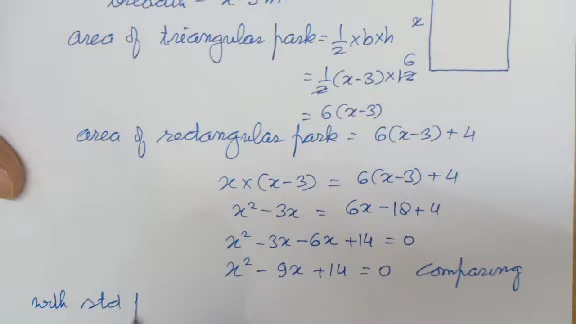 area of triangular park = 1/2 × b × h
x
= 1/2 (x-3) × 12 6
= 6(x-3)
area of rectangular park = 6(x-3)+4
x × (x-3) = 6(x-3)+4
x² - 3x = 6x - 18 + 4
x² - 3x - 6x + 14 = 0
x² - 9x + 14 = 0 comparing
with std